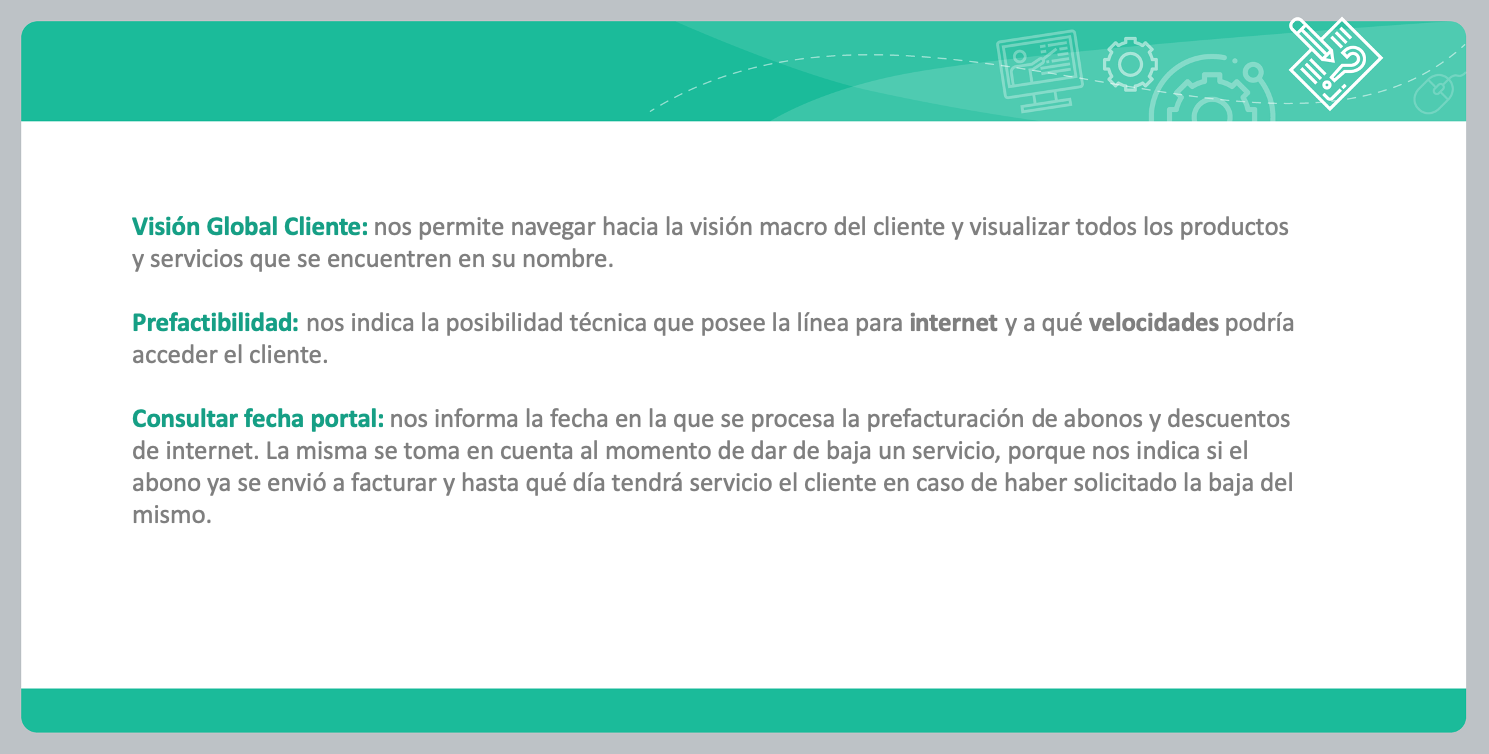 Visión Global Cliente: nos permite navegar hacia la visión macro del cliente y visualizar todos los productos
y servicios que se encuentren en su nombre.
Prefactibilidad: nos indica la posibilidad técnica que posee la línea para internet y a qué velocidades podría
acceder el cliente.
Consultar fecha portal: nos informa la fecha en la que se procesa la prefacturación de abonos y descuentos
de internet. La misma se toma en cuenta al momento de dar de baja un servicio, porque nos indica si el
abono ya se envió a facturar y hasta qué día tendrá servicio el cliente en caso de haber solicitado la baja del
mismo.